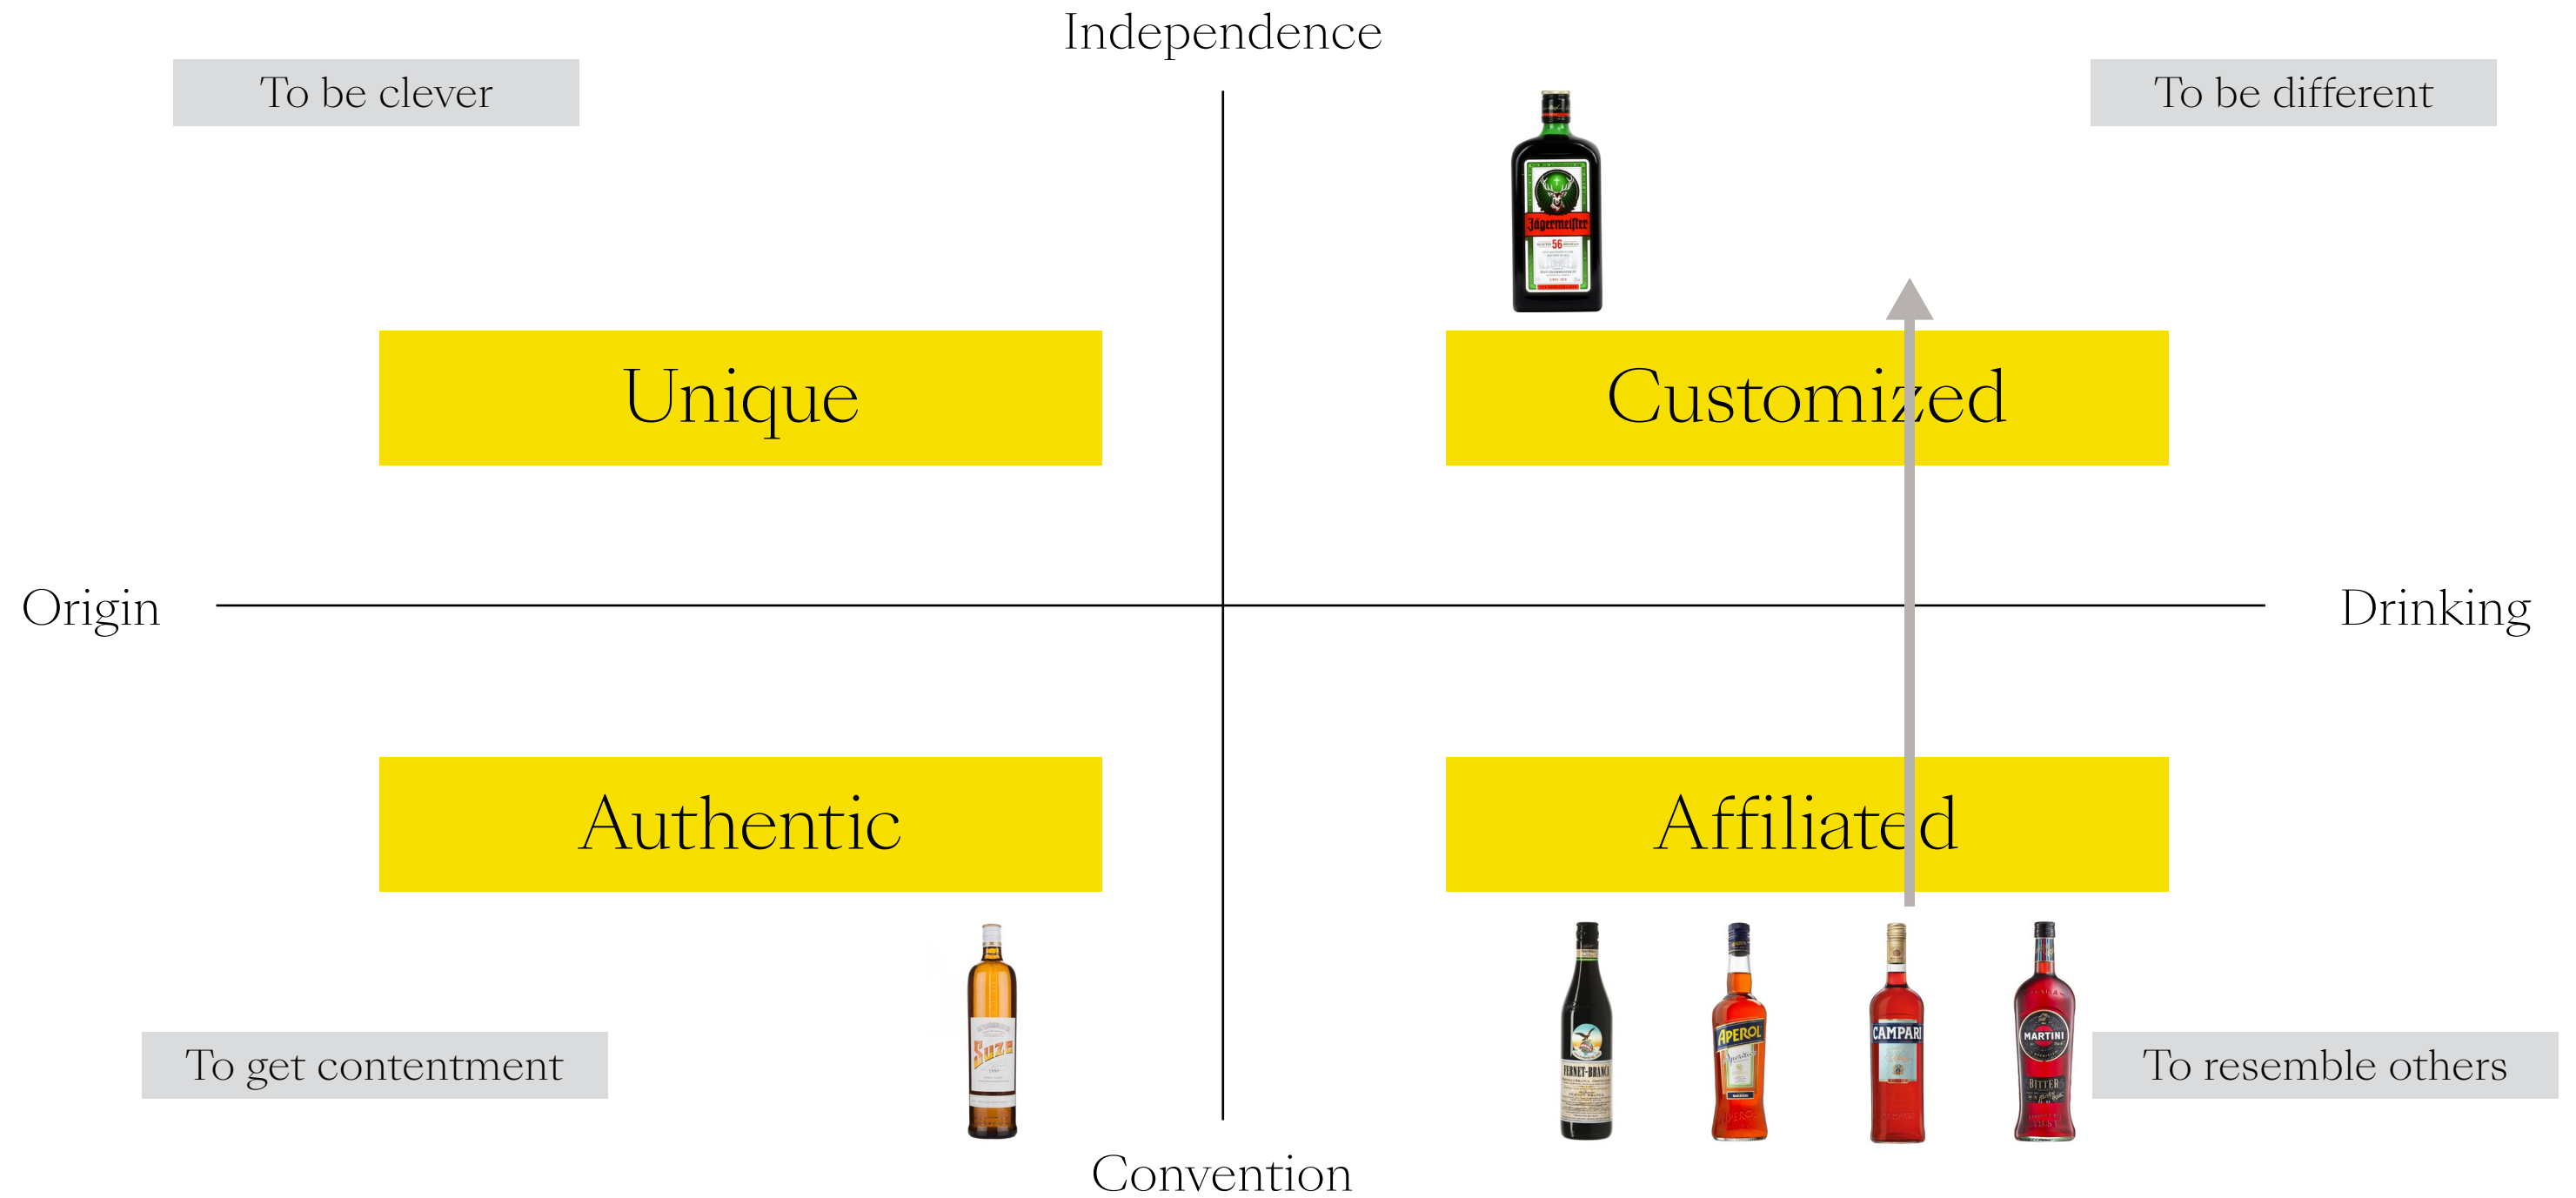 Independence
To be clever
To be different
Jägermeister
56
Unique
Customized
Origin
Drinking
Authentic
Affiliated
Suze
FERNET-BRANCA
APEROL
CAMPARI
MARTINI
BITTER
To get contentment
To resemble others
Convention